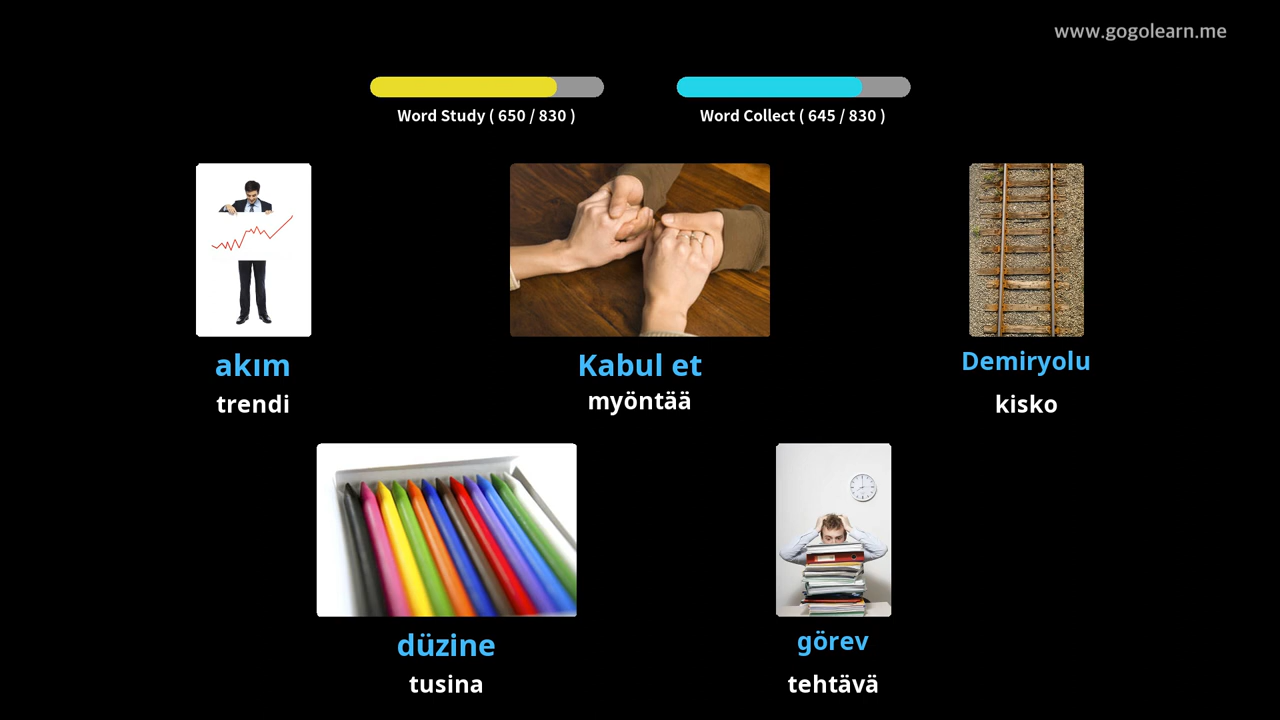 www.gogolearn.me
Word Study ( 650 / 830 )
Word Collect ( 645 / 830 )
akım
trendi
Kabul et
myöntää
Demiryolu
kisko
düzine
tusina
görev
tehtävä